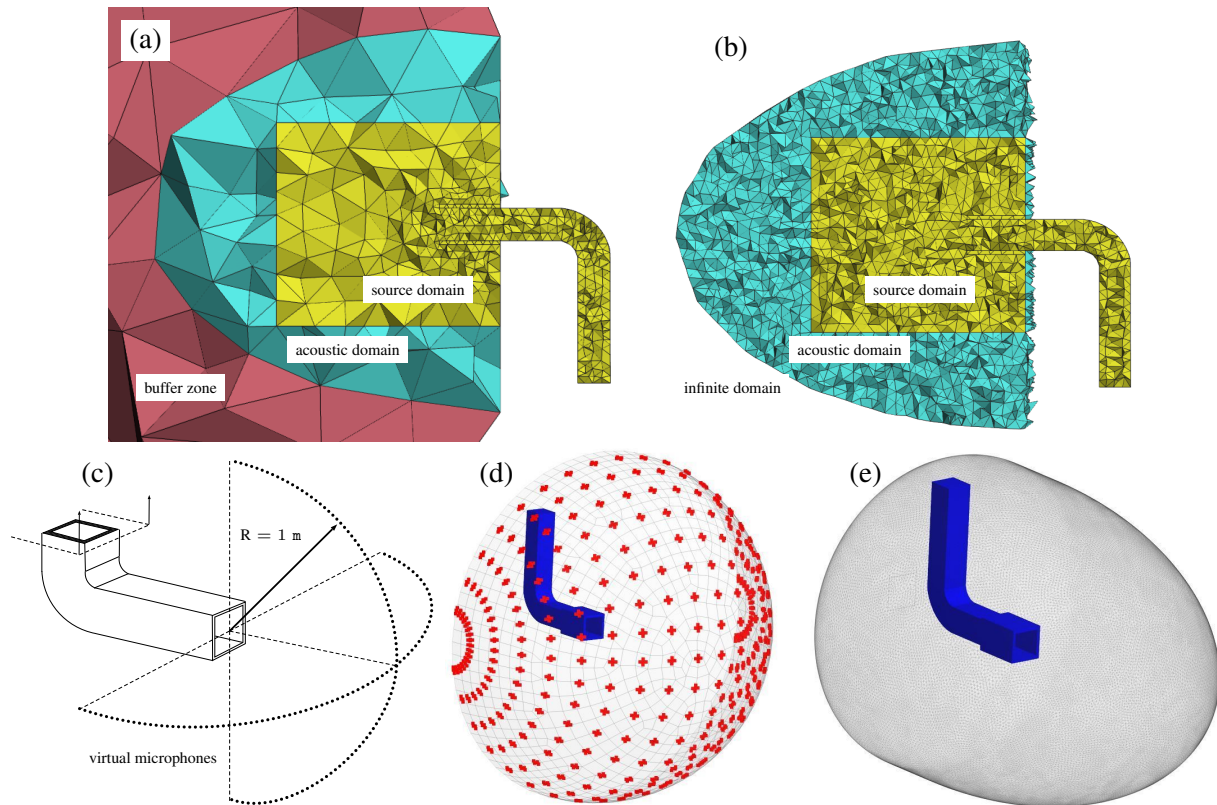 (a)
source domain
acoustic domain
buffer zone
(b)
source domain
acoustic domain
infinite domain
(c)
R = 1 m
virtual microphones
(d)
(e)